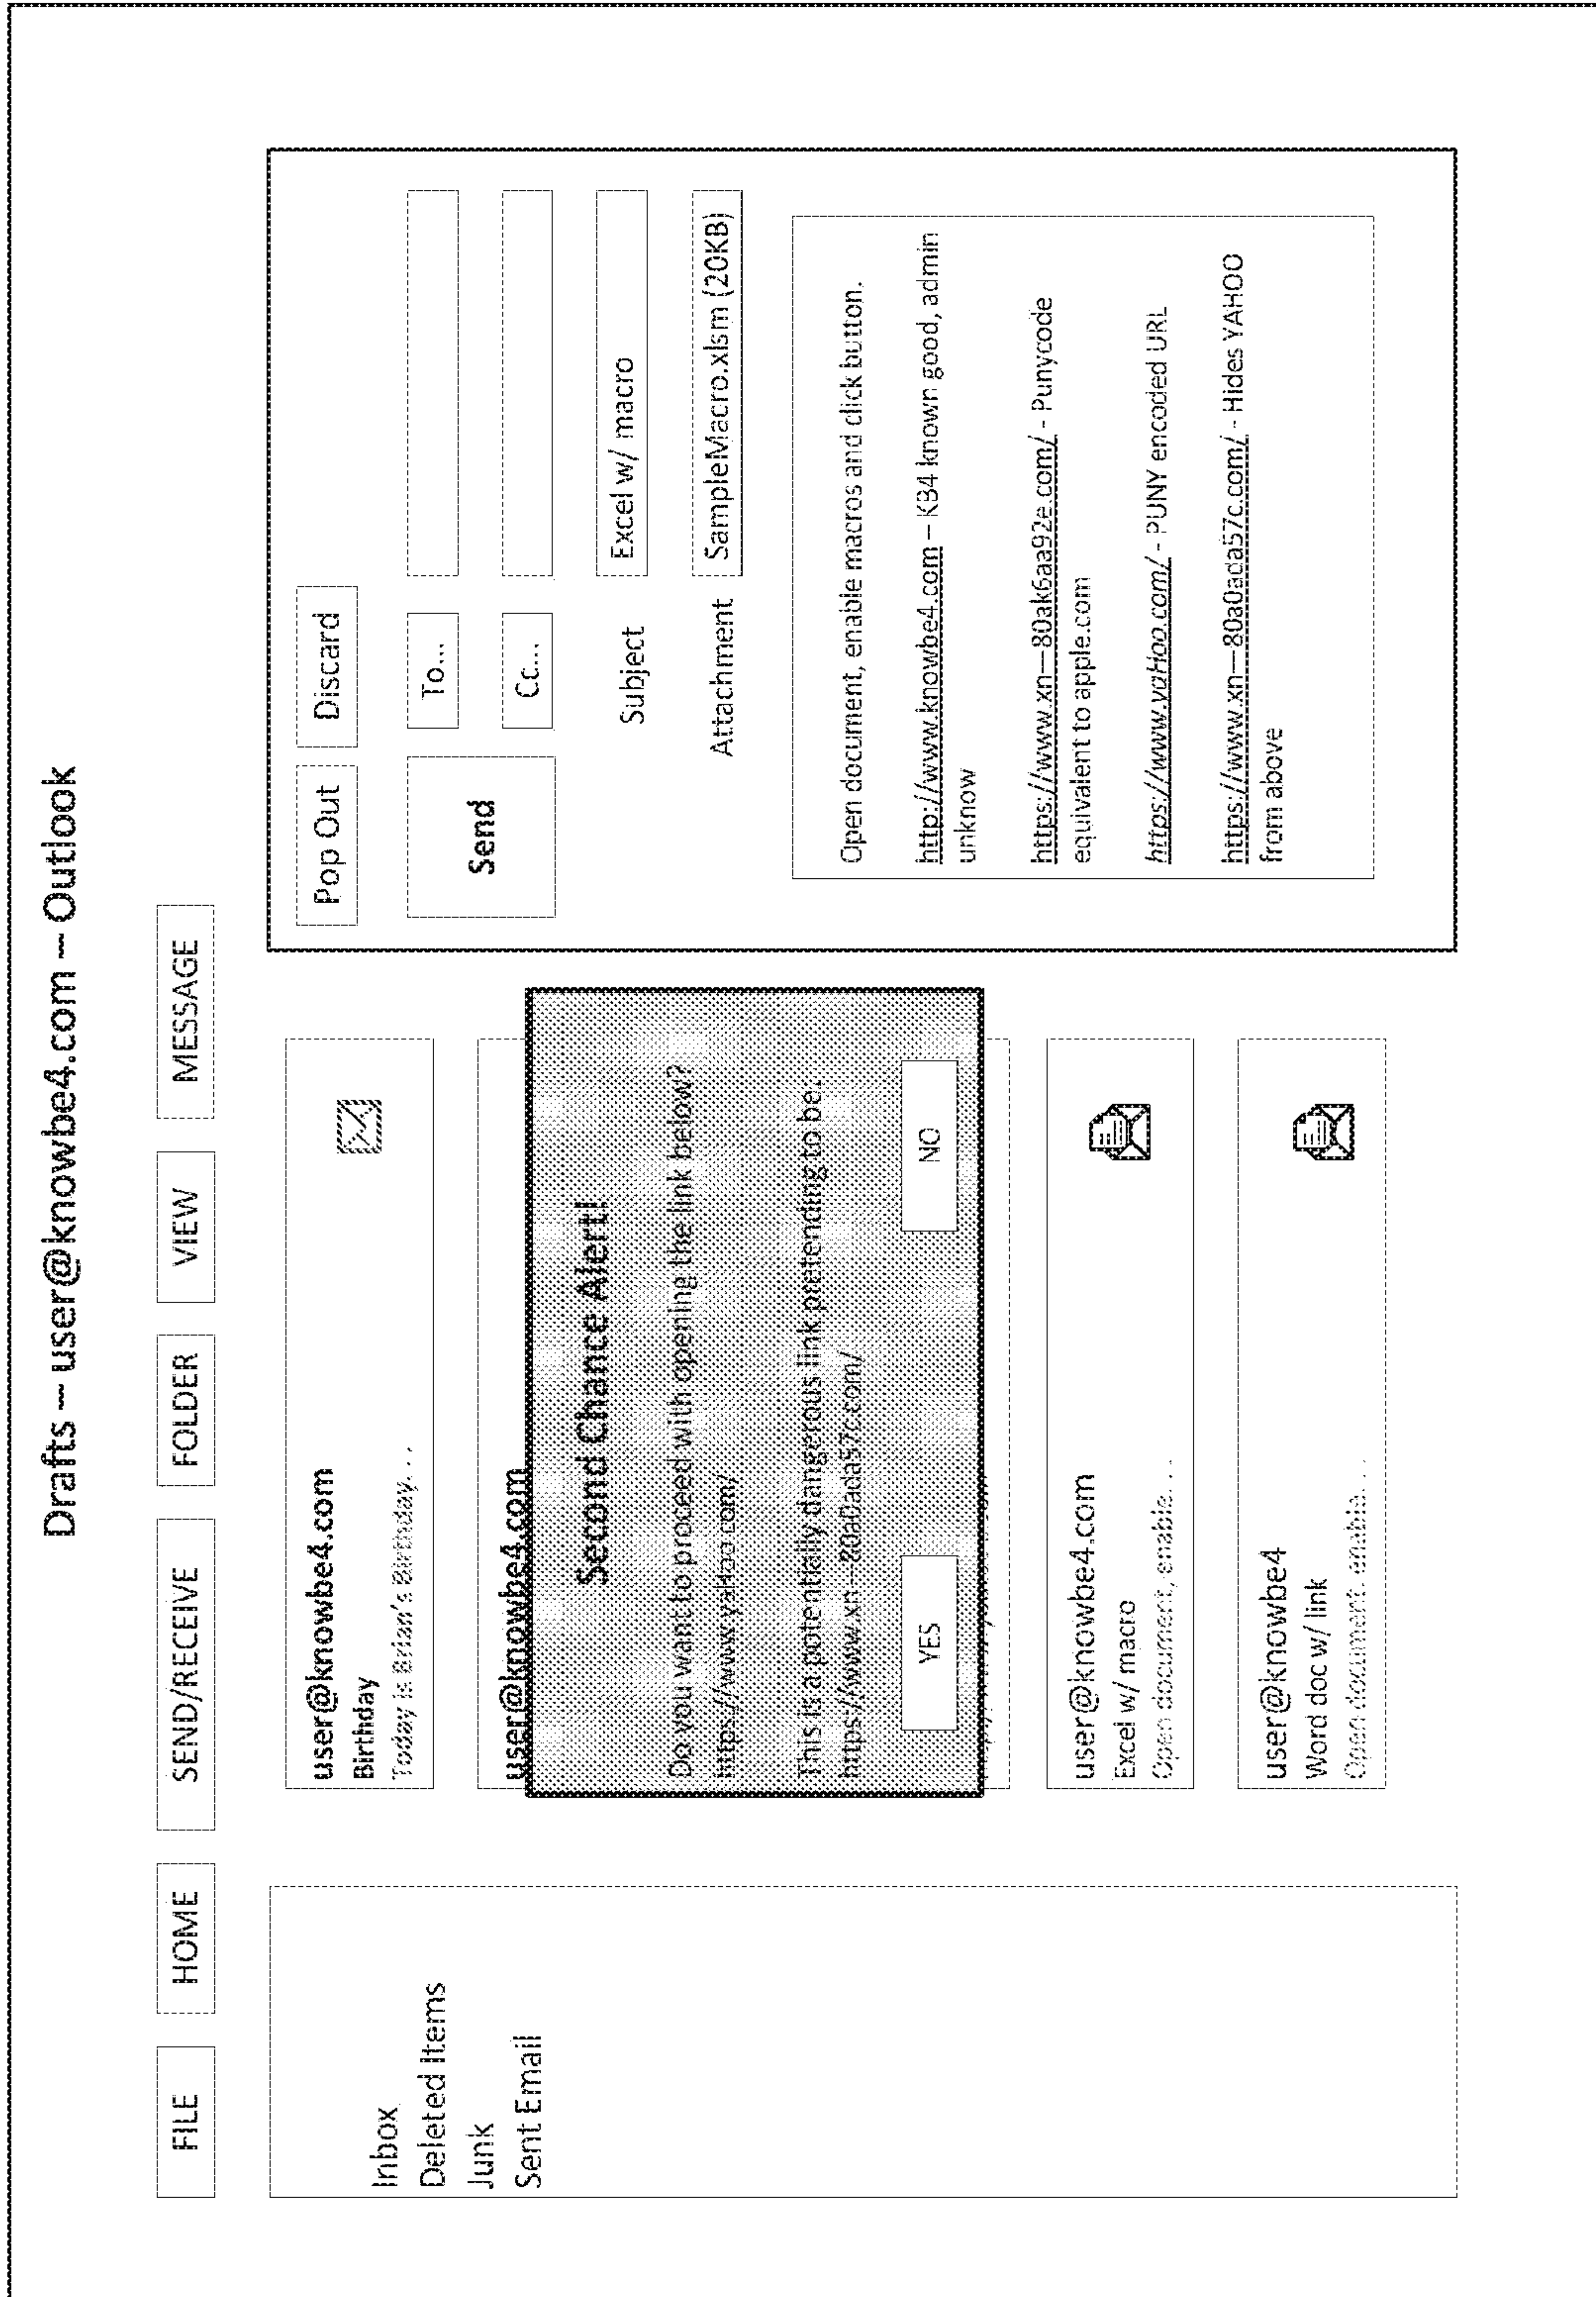 Drafts – user@knowbe4.com – Outlook
FILE
HOME
SEND/RECEIVE
FOLDER
VIEW
MESSAGE
Inbox
Deleted Items
Junk
Sent Email
user@knowbe4.com
Birthday
Today is Brian's Birthday...
user@knowbe4.com
Second Chance Alert!
Do you want to proceed with opening the link below?
https://www.yaHoo.com/
This is a potentially dangerous link pretending to be:
https://www.xn—80a0ada57c.com/
YES
NO
user@knowbe4.com
Excel w/ macro
Open document, enable...
user@knowbe4
Word doc w/ link
Open document, enable...
Pop Out
Discard
Send
To...
Cc...
Subject
Excel w/ macro
Attachment
SampleMacro.xlsm (20KB)
Open document, enable macros and click button.
http://www.knowbe4.com – KB4 known good, admin
unknow
https://www.xn—80ak6aa92e.com/ - Punycode
equivalent to apple.com
https://www.yaHoo.com/ - PUNY encoded URL
https://www.xn—80a0ada57c.com/ - Hides YAHOO
from above